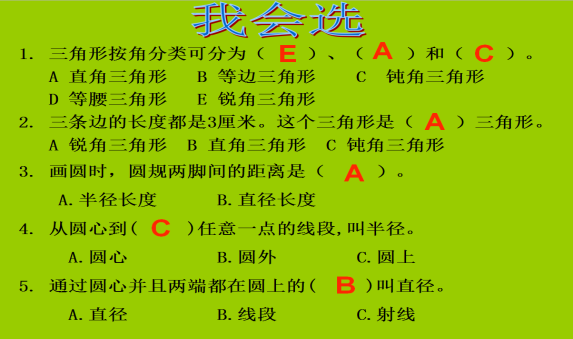 我会选
1. 三角形按角分类可分为（ E ）、（ A ）和（ C ）。
A 直角三角形 B 等边三角形 C 钝角三角形
D 等腰三角形 E 锐角三角形
2. 三条边的长度都是3厘米。这个三角形是（ A ）三角形。
A 锐角三角形 B 直角三角形 C 钝角三角形
3. 画圆时，圆规两脚间的距离是（ A ）。
A.半径长度 B.直径长度
4. 从圆心到( C )任意一点的线段,叫半径。
A.圆心 B.圆外 C.圆上
5. 通过圆心并且两端都在圆上的( B )叫直径。
A.直径 B.线段 C.射线